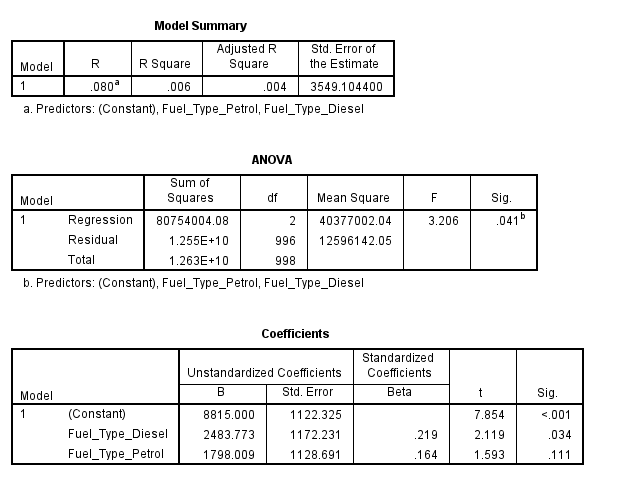 Model Summary
Model R R Square Adjusted R Square Std. Error of the Estimate
1 .080a .006 .004 3549.104400
a. Predictors: (Constant), Fuel_Type_Petrol, Fuel_Type_Diesel
ANOVA
Model Sum of Squares df Mean Square F Sig.
1 Regression 80754004.08 2 40377002.04 3.206 .041b
Residual 1.255E+10 996 12596142.05
Total 1.263E+10 998
b. Predictors: (Constant), Fuel_Type_Petrol, Fuel_Type_Diesel
Coefficients
Model Unstandardized Coefficients Standardized Coefficients t Sig.
B Std. Error Beta
1 (Constant) 8815.000 1122.325 7.854 <.001
Fuel_Type_Diesel 2483.773 1172.231 .219 2.119 .034
Fuel_Type_Petrol 1798.009 1128.691 .164 1.593 .111